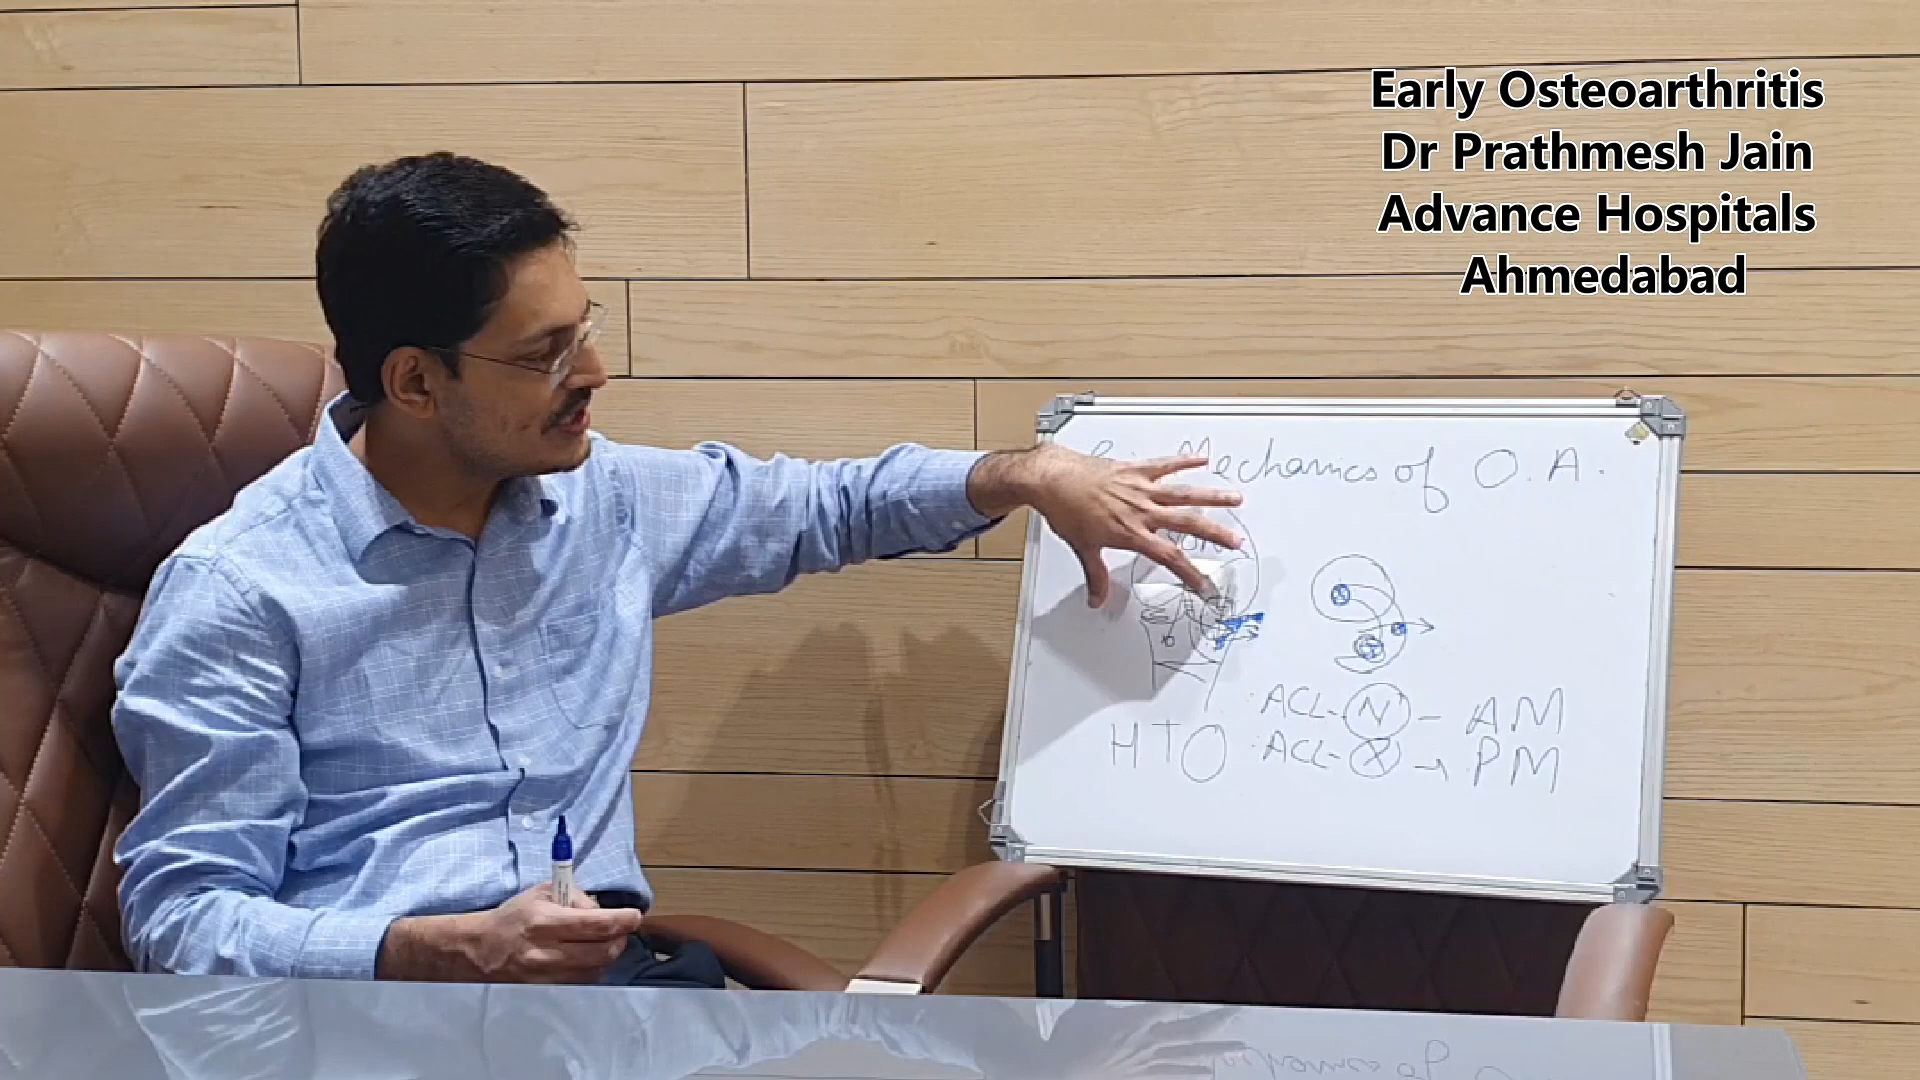 Early Osteoarthritis
Dr Prathmesh Jain
Advance Hospitals
Ahmedabad
Mechanics of O.A.
ACL-N - AM
HTO ACL-X → PM